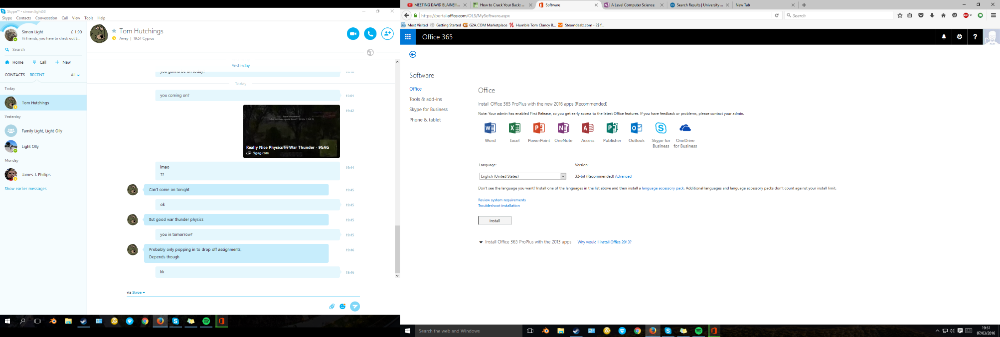 Skype™ - simon.light58
Skype Contacts Conversation Call View Tools Help
Simon Light £ 1.90
Hi friends, you have to check out S...
Search
Home Call New
CONTACTS RECENT All
Today
Tom Hutchings
Yesterday
Family Light, Light Olly
Light Olly
Monday
James J. Phillips
Show earlier messages
Tom Hutchings
Away | 19:51 Cyprus
Yesterday
you gonna be on today?
Today
you coming on? 15:01
19:42
Really Nice Physics In War Thunder - 9GAG
9gag.com
lmao 19:44
??
Can't come on tonight 19:45
ok 19:45
But good war thunder physics 19:45
you in tomorrow? 19:45
Probably only popping in to drop off assignments, 19:46
Depends though
kk 19:46
via Skype
MEETING DAVID BLAINE!!!... How to Crack Your Back: ... Software A Level Computer Science Search Results | University ... New Tab
https://portal.office.com/OLS/MySoftware.aspx
Search
Most Visited Getting Started G2A.COM Marketplace Humble Tom Clancy B... Steamdealz.com - 2$ f...
Office 365
Software
Office
Tools & add-ins
Skype for Business
Phone & tablet
Office
Install Office 365 ProPlus with the new 2016 apps (Recommended)
Note: Your admin has enabled First Release, so you get early access to the latest Office features. If you have feedback or problems, please contact your admin.
Word Excel PowerPoint OneNote Access Publisher Outlook Skype for Business OneDrive for Business
Language: Version:
English (United States) 32-bit (Recommended) Advanced
Don't see the language you want? Install one of the languages in the list above and then install a language accessory pack. Additional languages and language accessory packs don't count against your install limit.
Review system requirements
Troubleshoot installation
Install
Install Office 365 ProPlus with the 2013 apps Why would I install Office 2013?
Search the web and Windows
19:51
07/03/2016